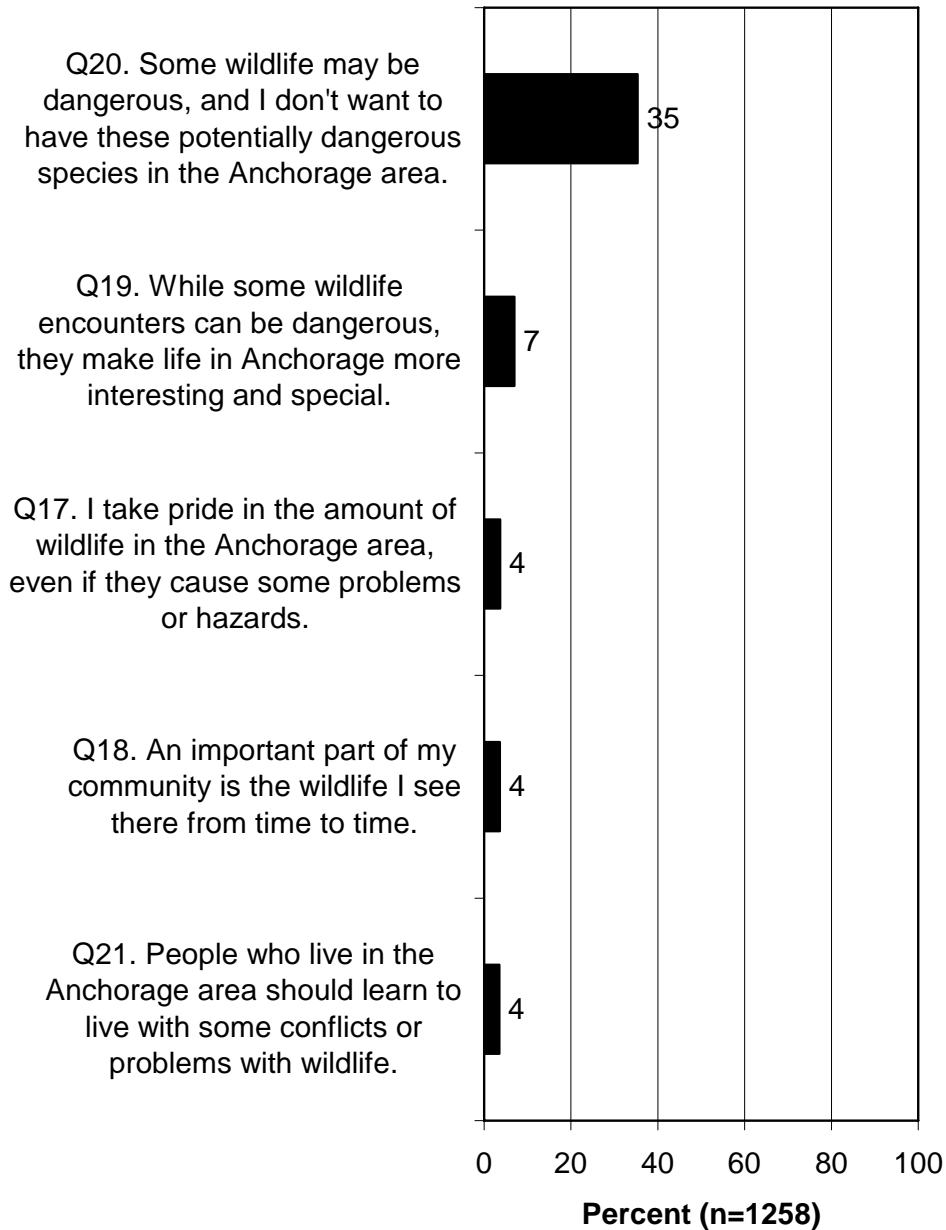 Q20. Some wildlife may be
dangerous, and I don't want to
have these potentially dangerous
species in the Anchorage area.
35
Q19. While some wildlife
encounters can be dangerous,
they make life in Anchorage more
interesting and special.
7
Q17. I take pride in the amount of
wildlife in the Anchorage area,
even if they cause some problems
or hazards.
4
Q18. An important part of my
community is the wildlife I see
there from time to time.
4
Q21. People who live in the
Anchorage area should learn to
live with some conflicts or
problems with wildlife.
4
0 20 40 60 80 100
Percent (n=1258)